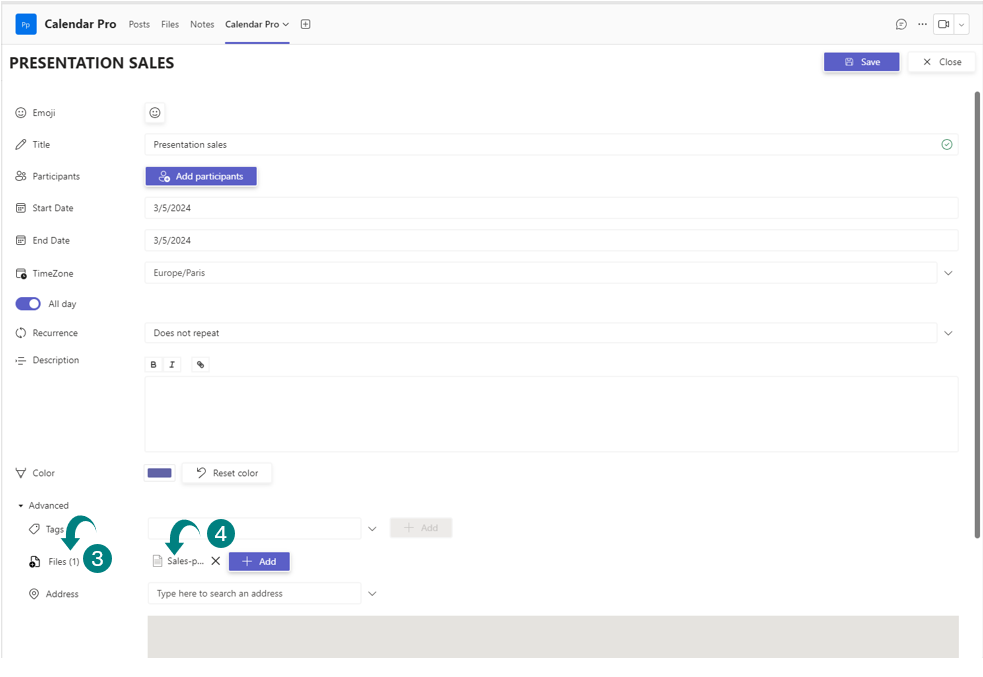 Pp Calendar Pro Posts Files Notes Calendar Pro
PRESENTATION SALES Save Close
Emoji
Title Presentation sales
Participants Add participants
Start Date 3/5/2024
End Date 3/5/2024
TimeZone Europe/Paris
All day
Recurrence Does not repeat
Description B I
Color Reset color
Advanced
Tags Add
Files (1) 3 Sales-p... 4 Add
Address Type here to search an address